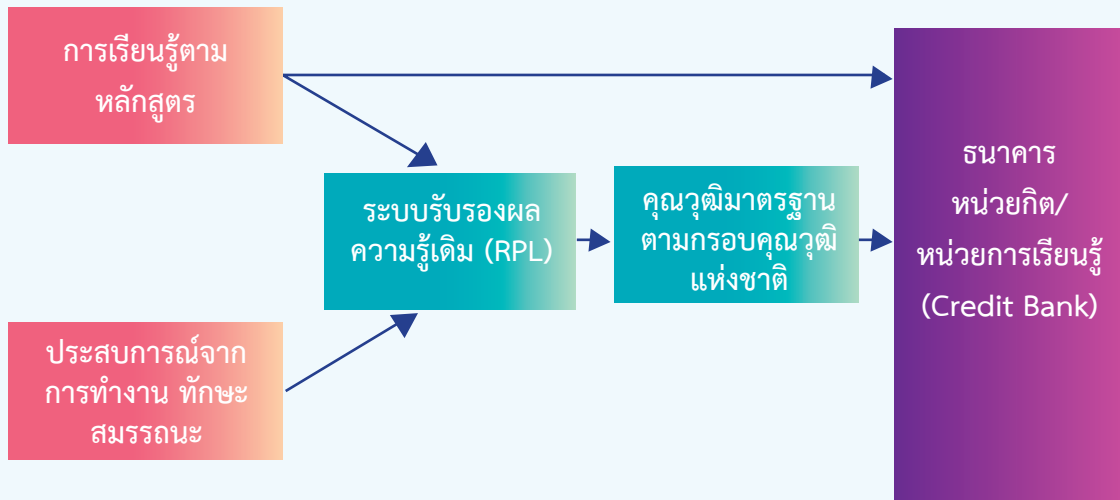 การเรียนรู้ตาม
หลักสูตร
ระบบรับรองผล
ความรู้เดิม (RPL)
คุณวุฒิมาตรฐาน
ตามกรอบคุณวุฒิ
แห่งชาติ
ประสบการณ์จาก
การทำงาน ทักษะ
สมรรถนะ
ธนาคาร
หน่วยกิต/
หน่วยการเรียนรู้
(Credit Bank)